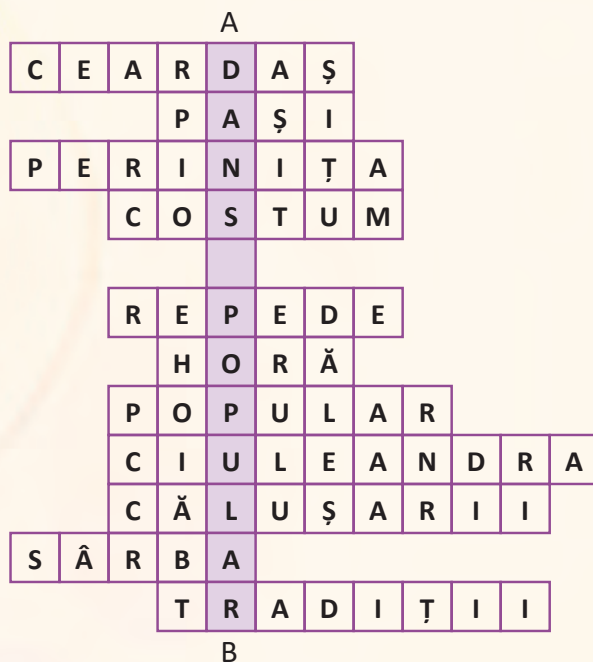 A
CEARDAȘ
PAȘI
PERINIȚA
COSTUM
REPEDE
HORĂ
POPULAR
CIULEANDRA
CĂLUȘARII
SÂRBA
TRADIȚII
B